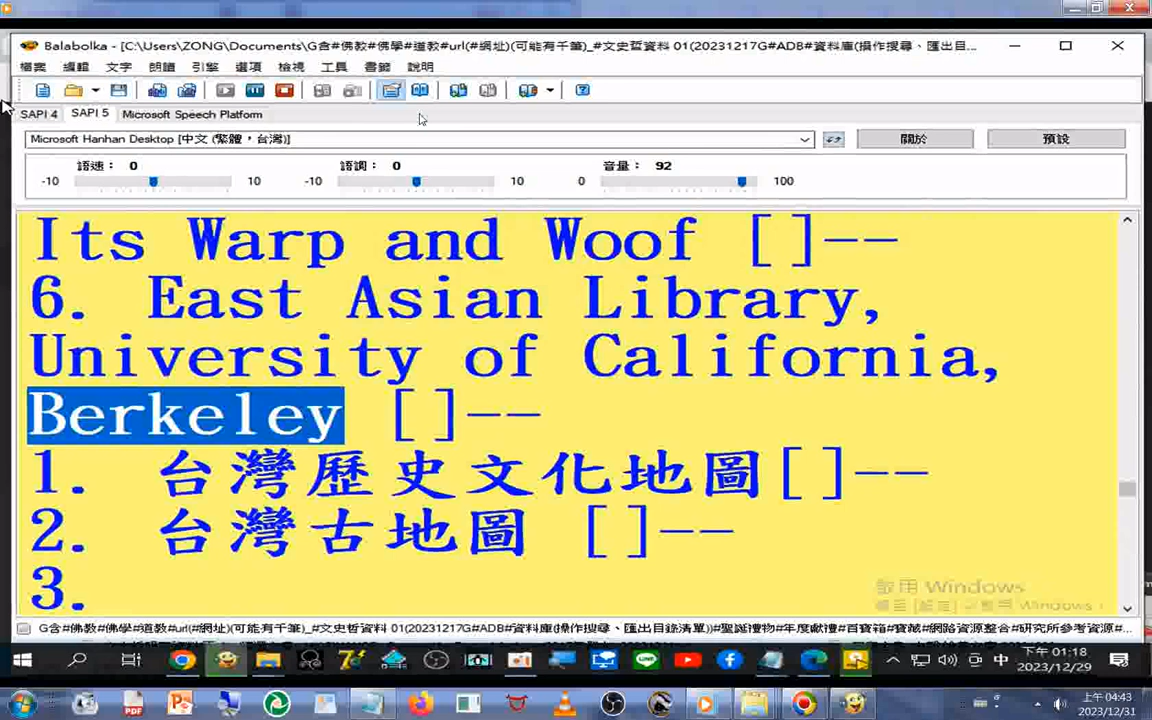 Balabolka - [C:\Users\ZONG\Documents\G含#佛教#佛學#道教#url(#網址)(可能有千筆)_#文史哲資料 01(20231217G#ADB#資料庫(操作搜尋、匯出目...
檔案 編輯 文字 朗讀 引擎 選項 檢視 工具 書籤 說明
SAPI 4 SAPI 5 Microsoft Speech Platform
Microsoft Hanhan Desktop [中文 (繁體，台灣)] 關於 預設
語速： 0 語調： 0 音量： 92
-10 10 -10 10 0 100
Its Warp and Woof []--
6. East Asian Library,
University of California,
Berkeley []--
1. 台灣歷史文化地圖[]--
2. 台灣古地圖 []--
3.
啟用 Windows
G含#佛教#佛學#道教#url(#網址)(可能有千筆)_#文史哲資料 01(20231217G#ADB#資料庫(操作搜尋、匯出目錄清單))#聖誕禮物#年度獻禮#百寶箱#寶藏#網路資源整合#研究所參考資源#...
中 下午 01:18
2023/12/29
上午 04:43
2023/12/31